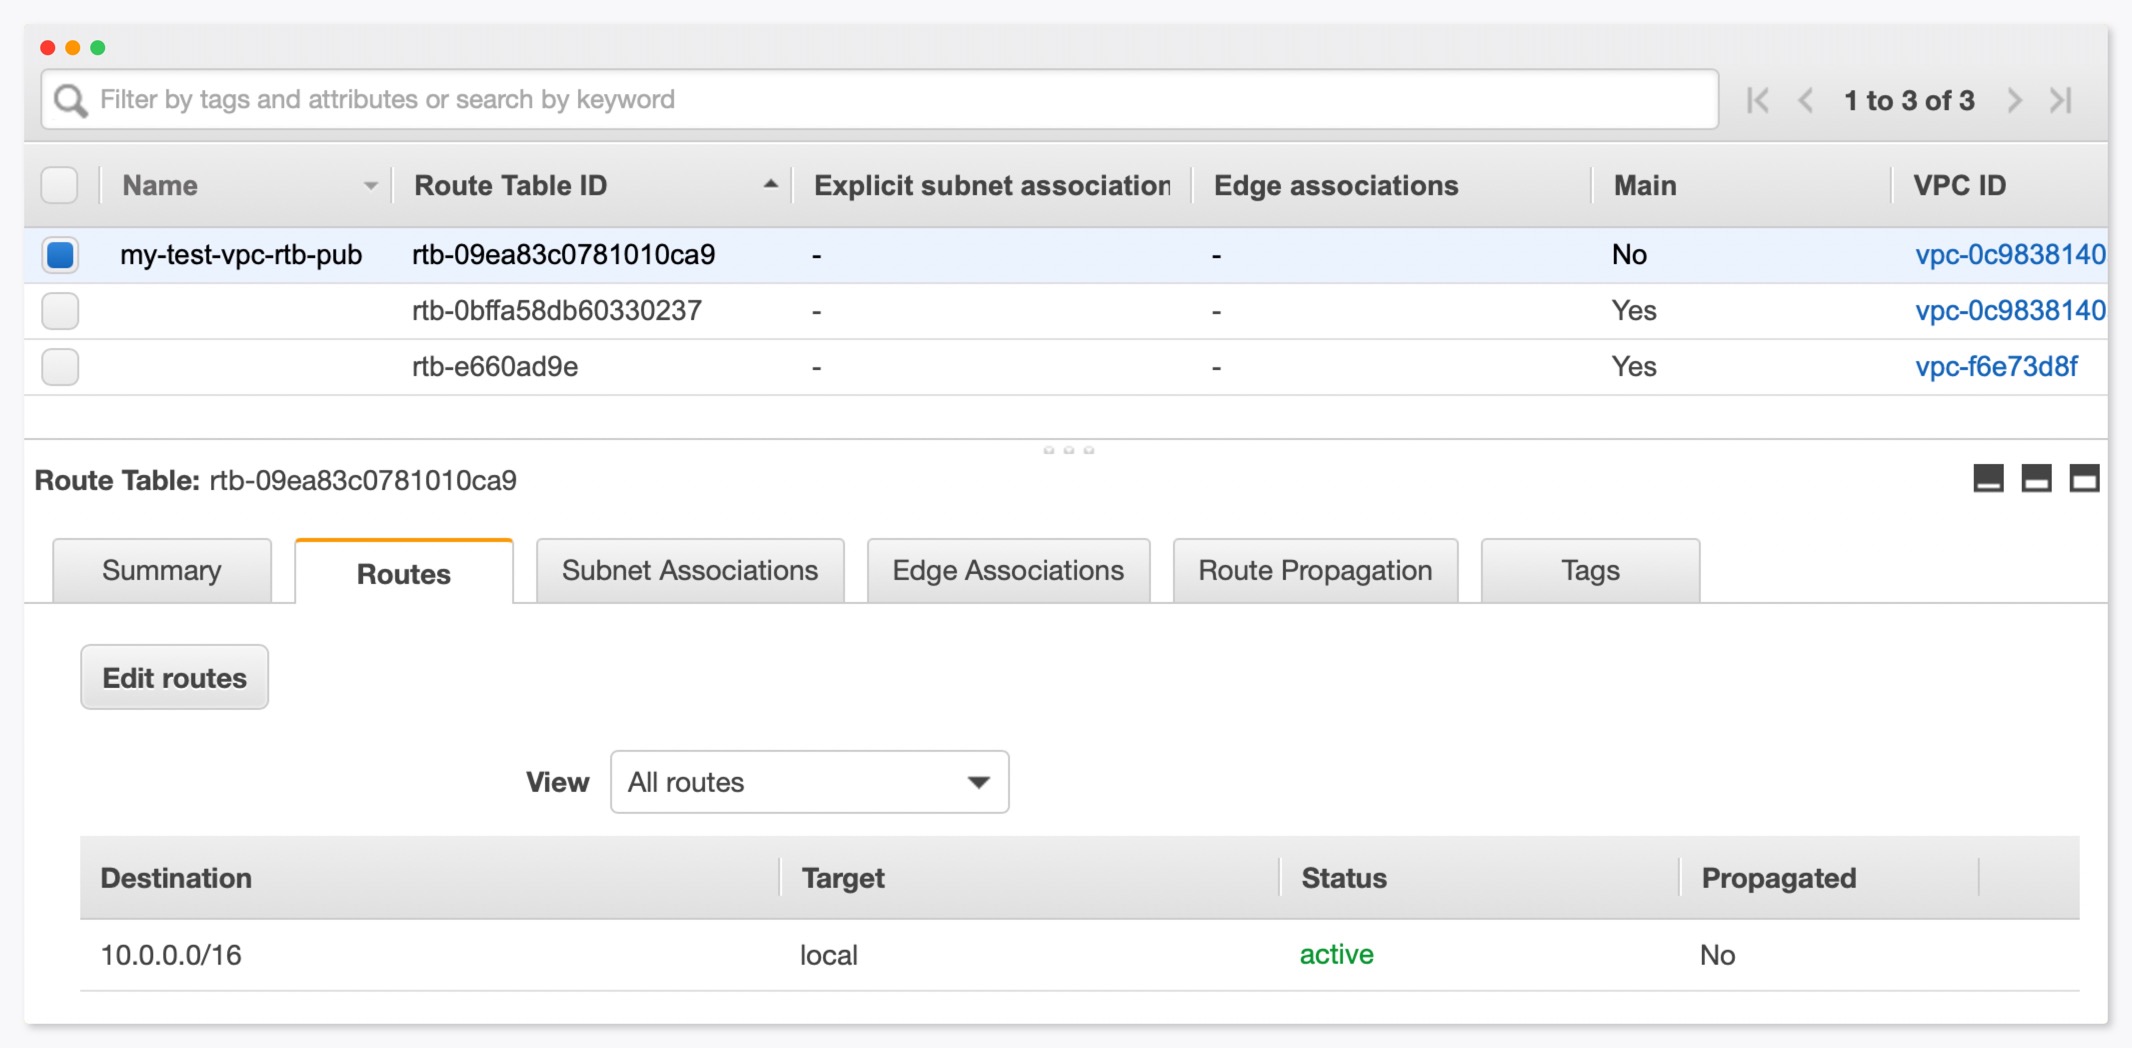 Filter by tags and attributes or search by keyword 1 to 3 of 3
Name Route Table ID Explicit subnet association Edge associations Main VPC ID
my-test-vpc-rtb-pub rtb-09ea83c0781010ca9 - - No vpc-0c9838140
rtb-0bffa58db60330237 - - Yes vpc-0c9838140
rtb-e660ad9e - - Yes vpc-f6e73d8f
Route Table: rtb-09ea83c0781010ca9
Summary Routes Subnet Associations Edge Associations Route Propagation Tags
Edit routes
View All routes
Destination Target Status Propagated
10.0.0.0/16 local active No